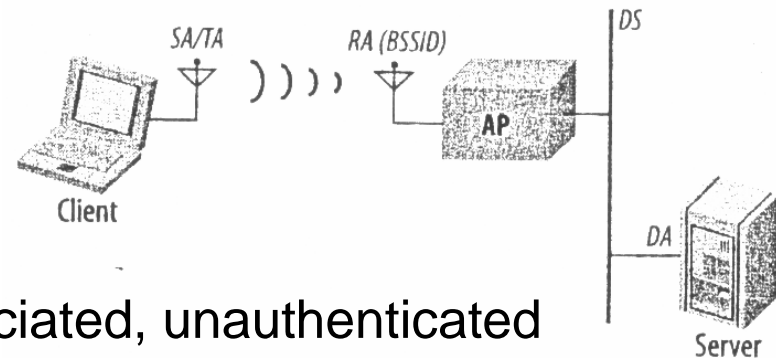 SA/TA
RA (BSSID)
DS
AP
Client
DA
ciated, unauthenticated
Server